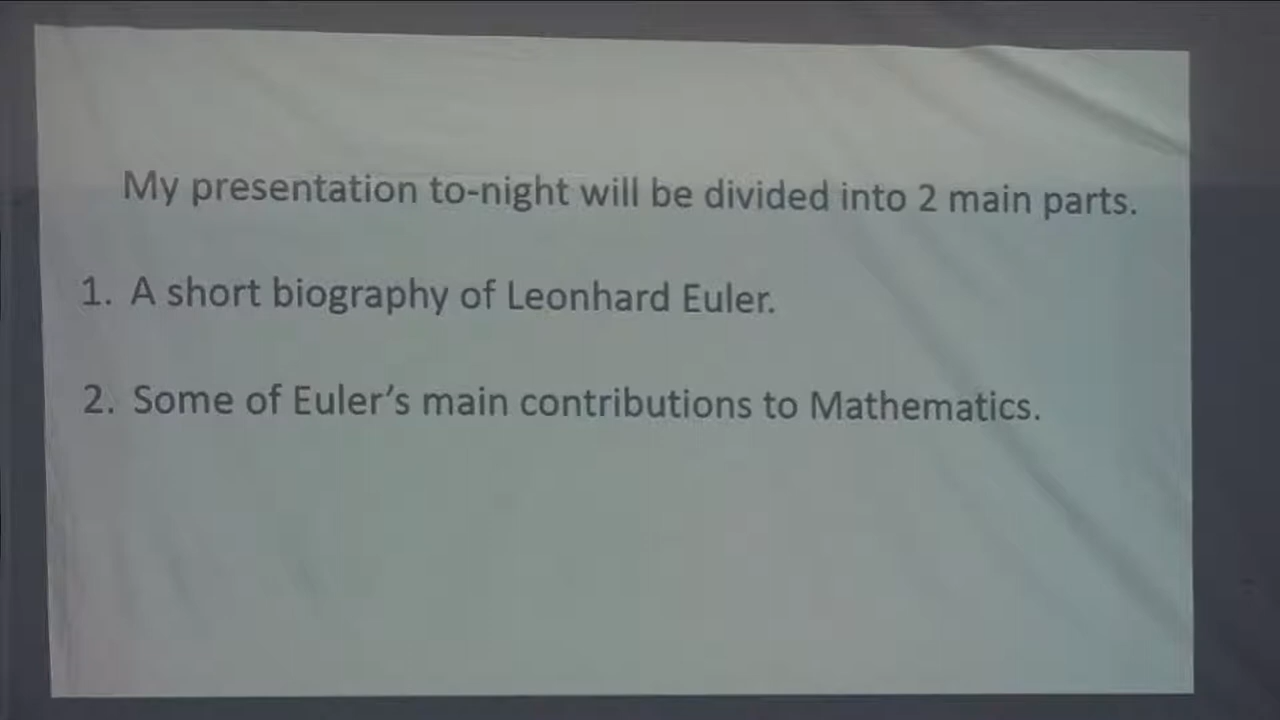 My presentation to-night will be divided into 2 main parts.
1. A short biography of Leonhard Euler.
2. Some of Euler's main contributions to Mathematics.